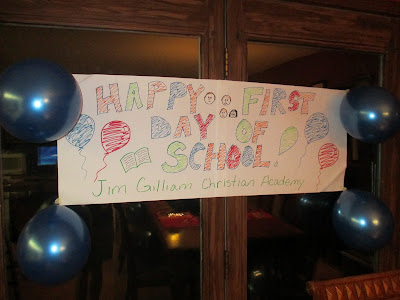 HAPPY FIRST
DAY OF
SCHOOL!
Jim Gilliam Christian Academy